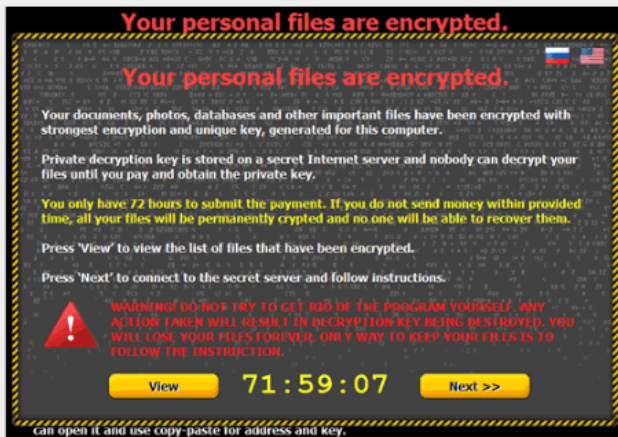 Your personal files are encrypted.
Your personal files are encrypted.
Your documents, photos, databases and other important files have been encrypted with
strongest encryption and unique key, generated for this computer.
Private decryption key is stored on a secret Internet server and nobody can decrypt your
files until you pay and obtain the private key.
You only have 72 hours to submit the payment. If you do not send money within provided
time, all your files will be permanently crypted and no one will be able to recover them.
Press 'View' to view the list of files that have been encrypted.
Press 'Next' to connect to the secret server and follow instructions.
WARNING! DO NOT TRY TO GET RID OF THE PROGRAM YOURSELF. ANY
ACTION TAKEN WILL RESULT IN DECRYPTION KEY BEING DESTROYED. YOU
WILL LOSE YOUR FILES FOREVER. ONLY WAY TO KEEP YOUR FILES IS TO
FOLLOW THE INSTRUCTION.
View
71:59:07
Next >>
can open it and use copy-paste for address and key.